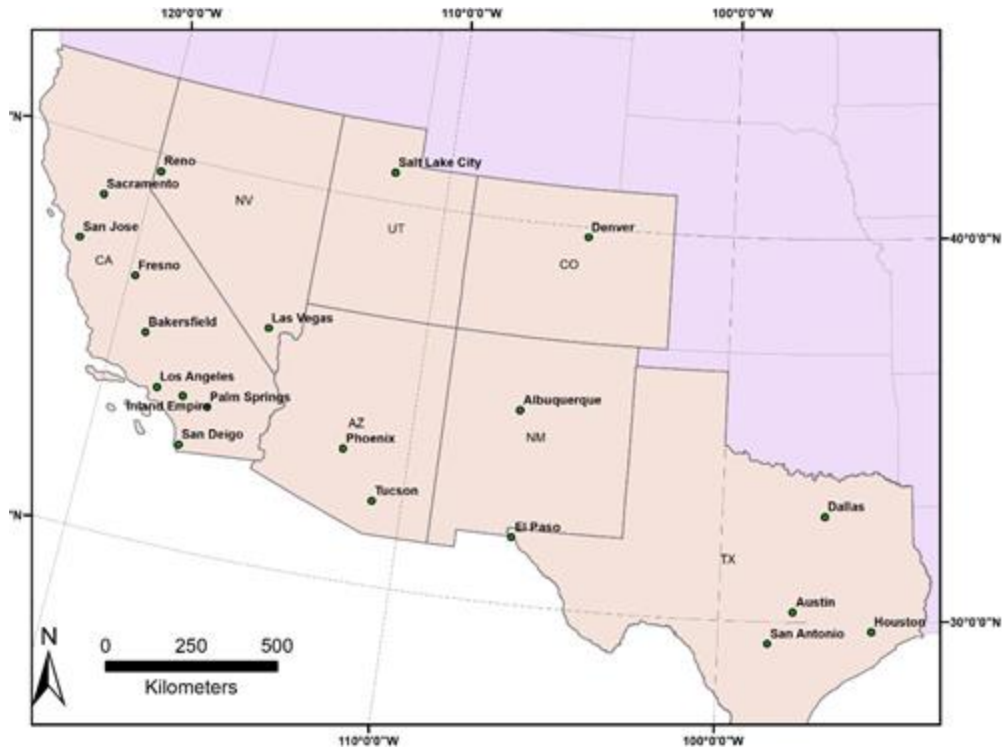 120°0'0"W
110°0'0"W
100°0'0"W
°N
Reno
Salt Lake City
Sacramento
NV
San Jose
UT
Denver
40°0'0"N
CA
CO
Fresno
Las Vegas
Bakersfield
Los Angeles
Palm Springs
Inland Empire
Albuquerque
San Deigo
AZ
NM
Phoenix
Tucson
Dallas
°N
El Paso
TX
Austin
Houston
30°0'0"N
San Antonio
N
0 250 500
Kilometers
110°0'0"W
100°0'0"W